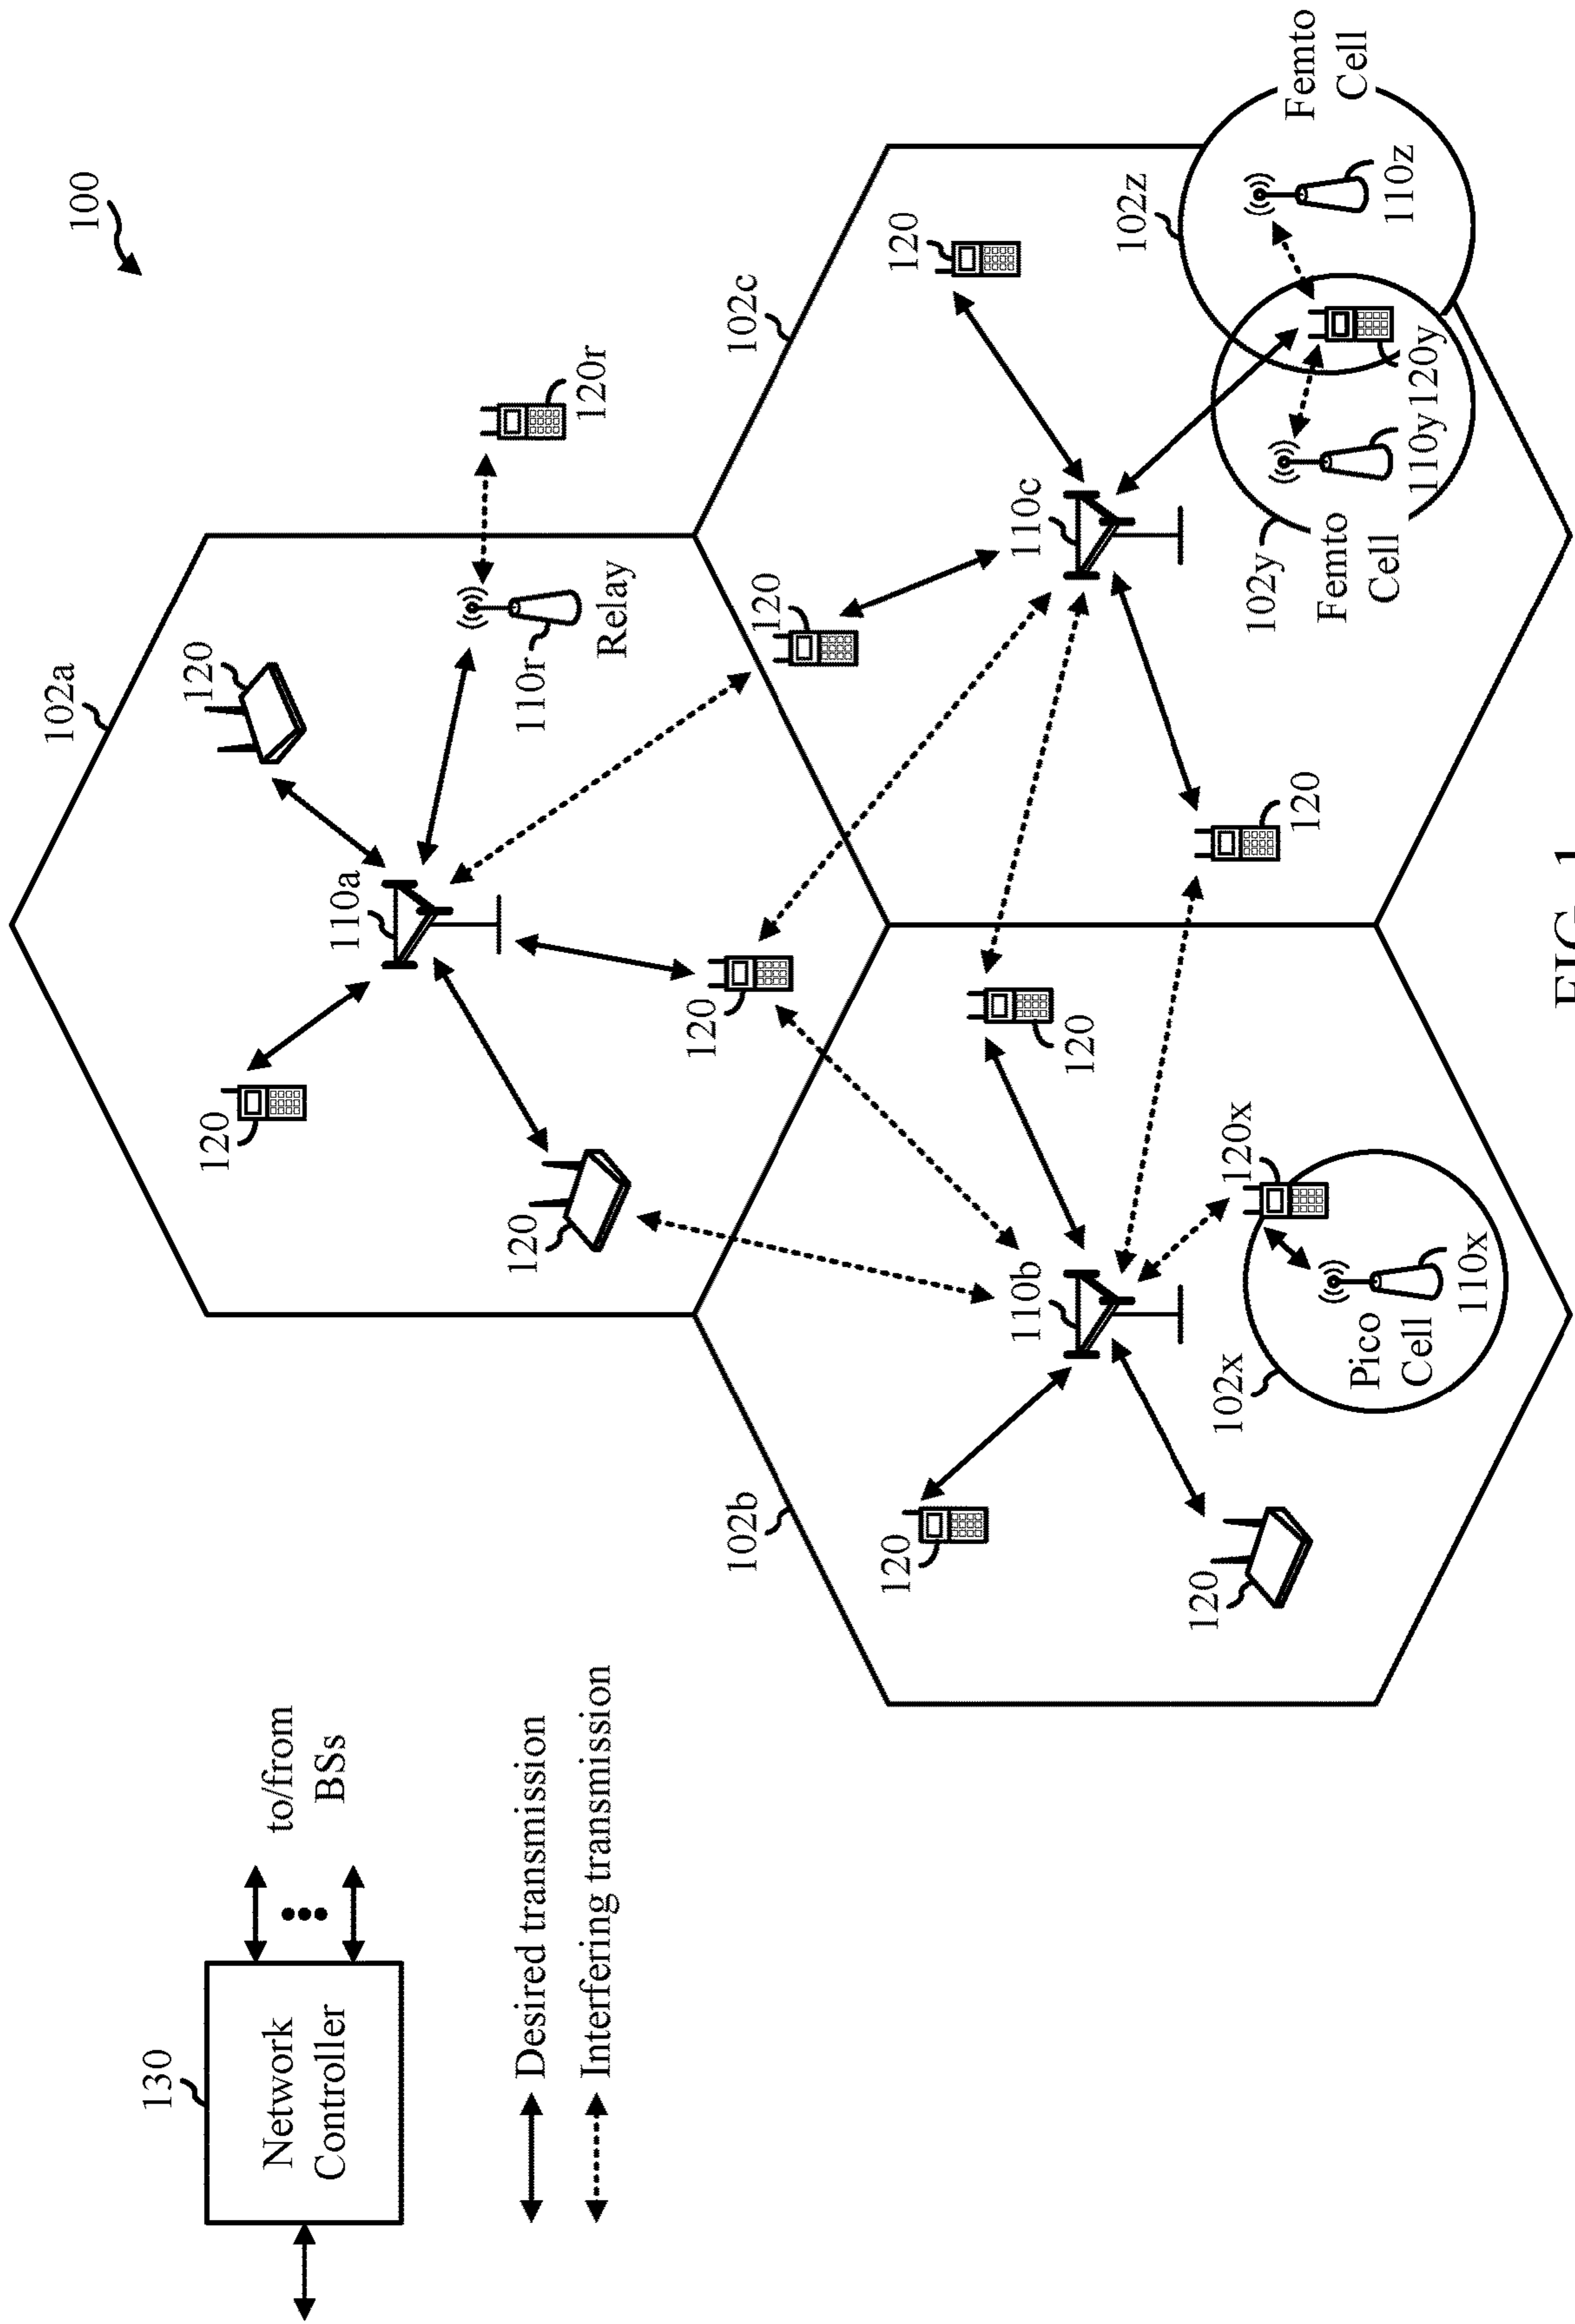 100
130
Network
Controller
to/from
BSs
Desired transmission
Interfering transmission
102a
120
120
110a
120
110r
Relay
120r
120
102b
102c
120
120
110b
120
120
120
110c
120
120
120x
102x
Pico
Cell
110x
102y
Femto
Cell
110y
120y
102z
110z
Femto
Cell
FIG. 1